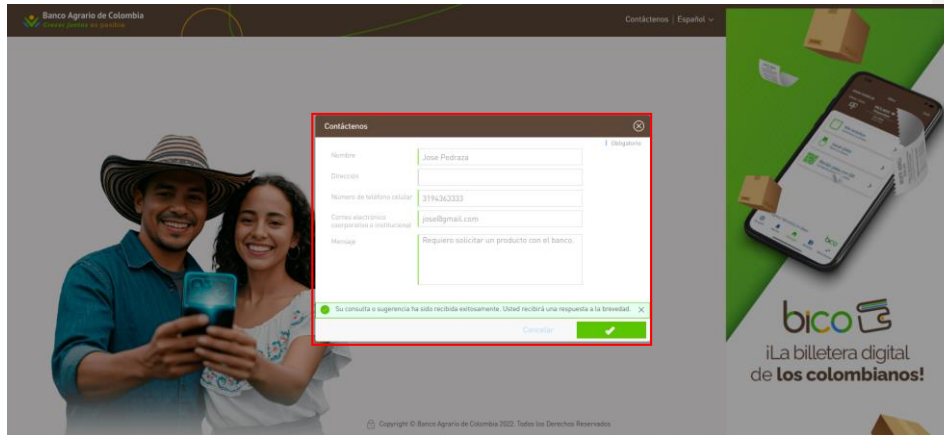 Banco Agrario de Colombia
Crecer juntos es posible
Contáctenos | Español
Contáctenos
Obligatorio
Nombre
Jose Pedraza
Dirección
Número de teléfono celular
3194363333
Correo electrónico
corporativo o institucional
jose@gmail.com
Mensaje
Requiero solicitar un producto con el banco.
Su consulta o sugerencia ha sido recibida exitosamente. Usted recibirá una respuesta a la brevedad.
Cancelar
Copyright © Banco Agrario de Colombia 2022. Todos los Derechos Reservados
bico
bico
¡La billetera digital
de los colombianos!